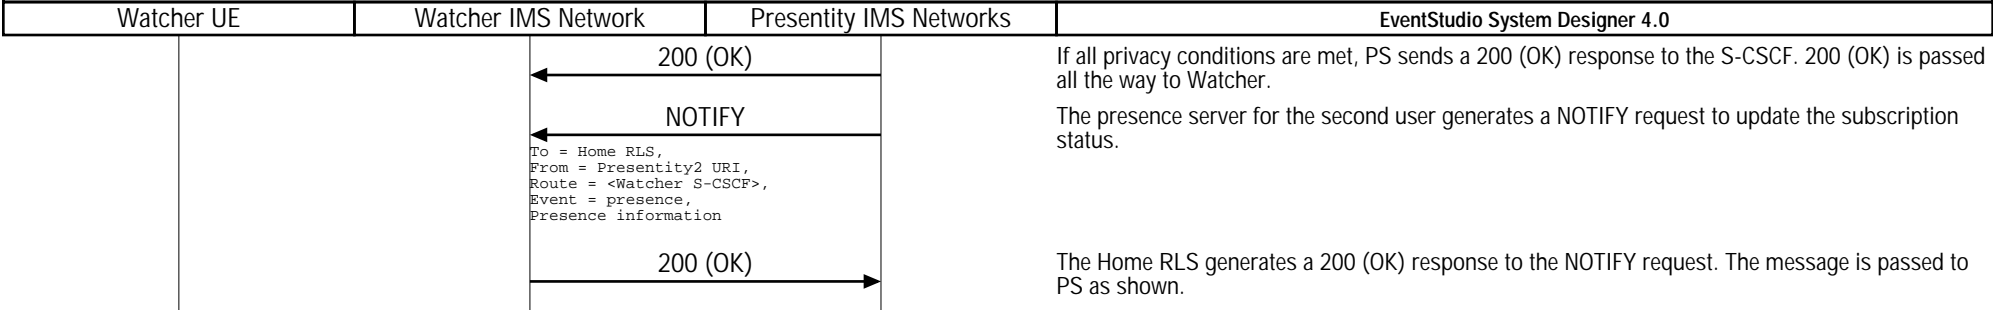 Watcher UE
Watcher IMS Network
Presentity IMS Networks
EventStudio System Designer 4.0
200 (OK)
If all privacy conditions are met, PS sends a 200 (OK) response to the S-CSCF. 200 (OK) is passed
all the way to Watcher.
NOTIFY
The presence server for the second user generates a NOTIFY request to update the subscription
status.
To = Home RLS,
From = Presentity2 URI,
Route = <Watcher S-CSCF>,
Event = presence,
Presence information
200 (OK)
The Home RLS generates a 200 (OK) response to the NOTIFY request. The message is passed to
PS as shown.